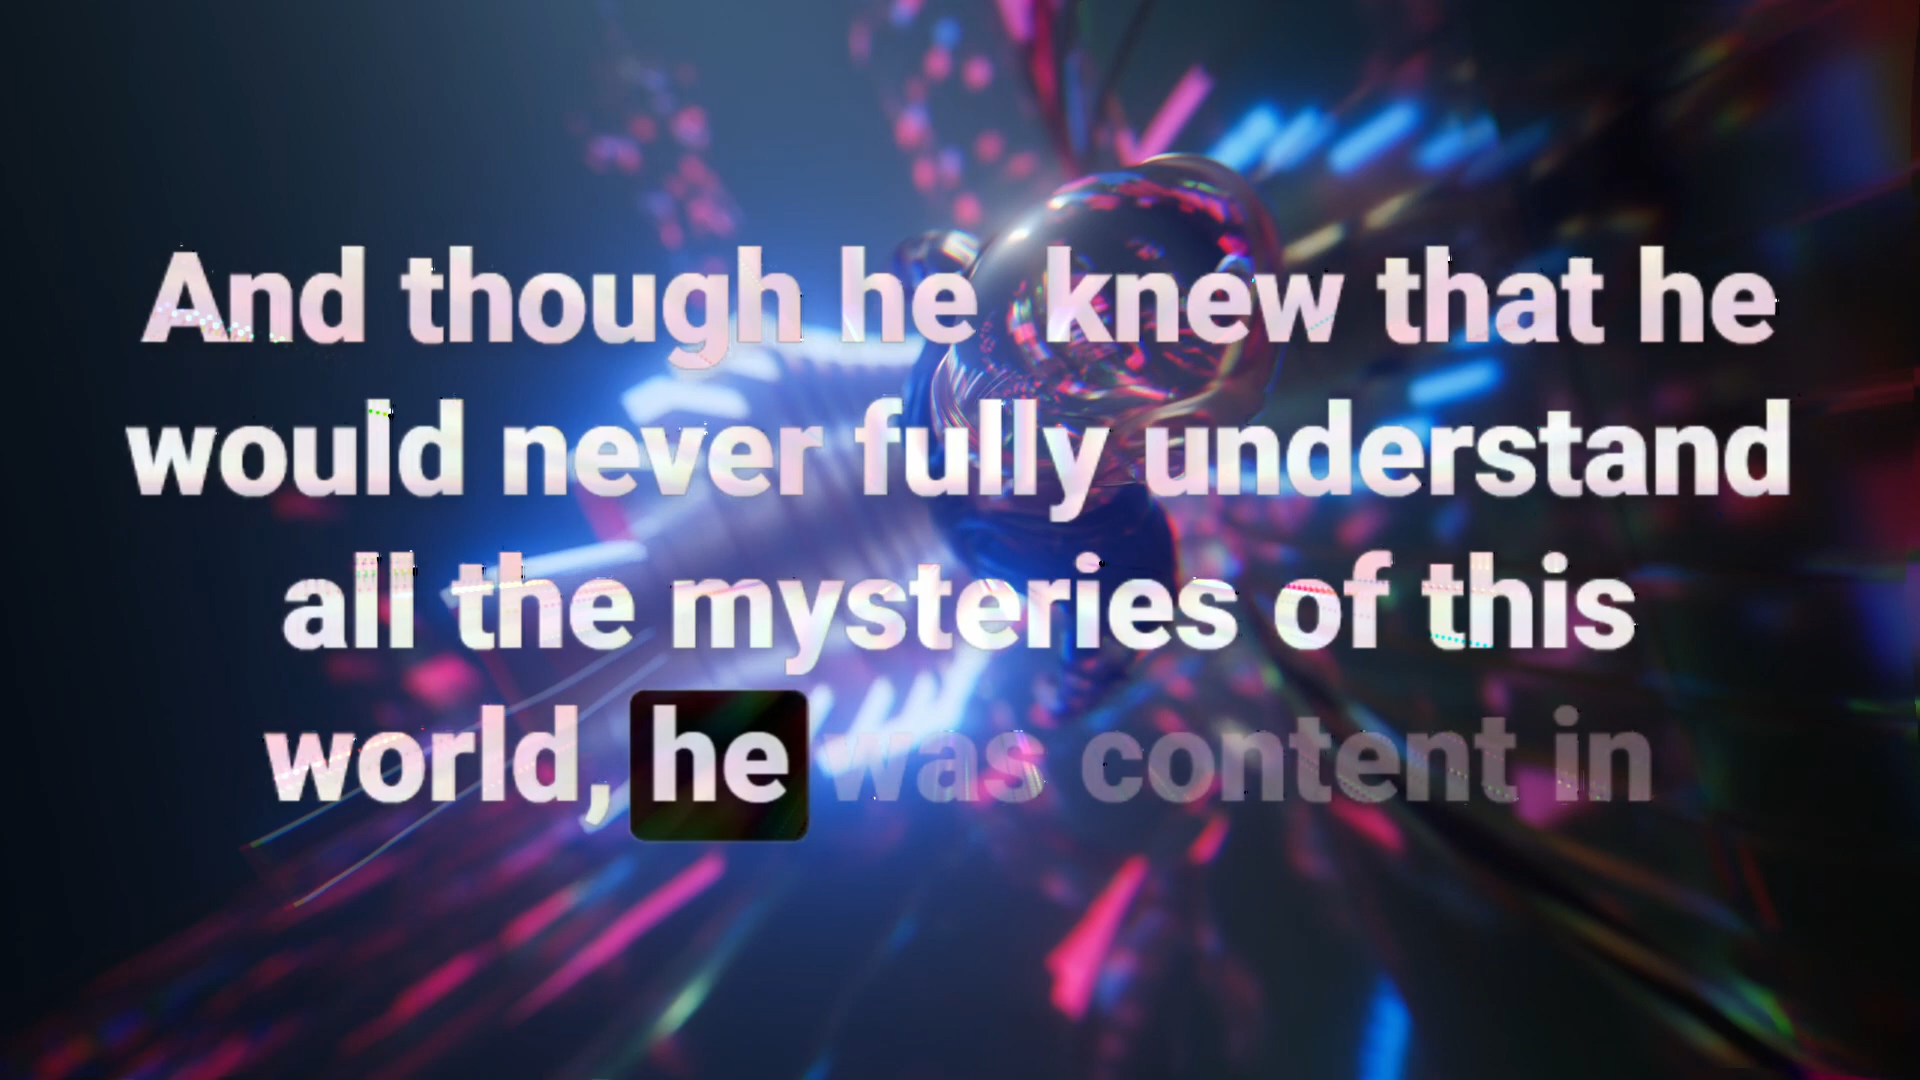 And though he knew that he
would never fully understand
all the mysteries of this
world, he was content in